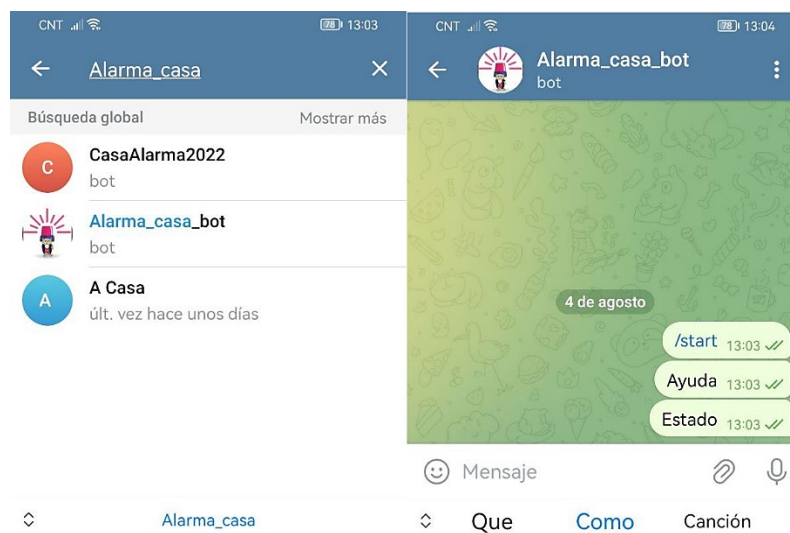 CNT 78 13:03
Alarma_casa
Búsqueda global Mostrar más
C CasaAlarma2022
bot
Alarma_casa_bot
bot
A A Casa
últ. vez hace unos días
Alarma_casa
CNT 78 13:04
Alarma_casa_bot
bot
4 de agosto
/start 13:03
Ayuda 13:03
Estado 13:03
Mensaje
Que Como Canción